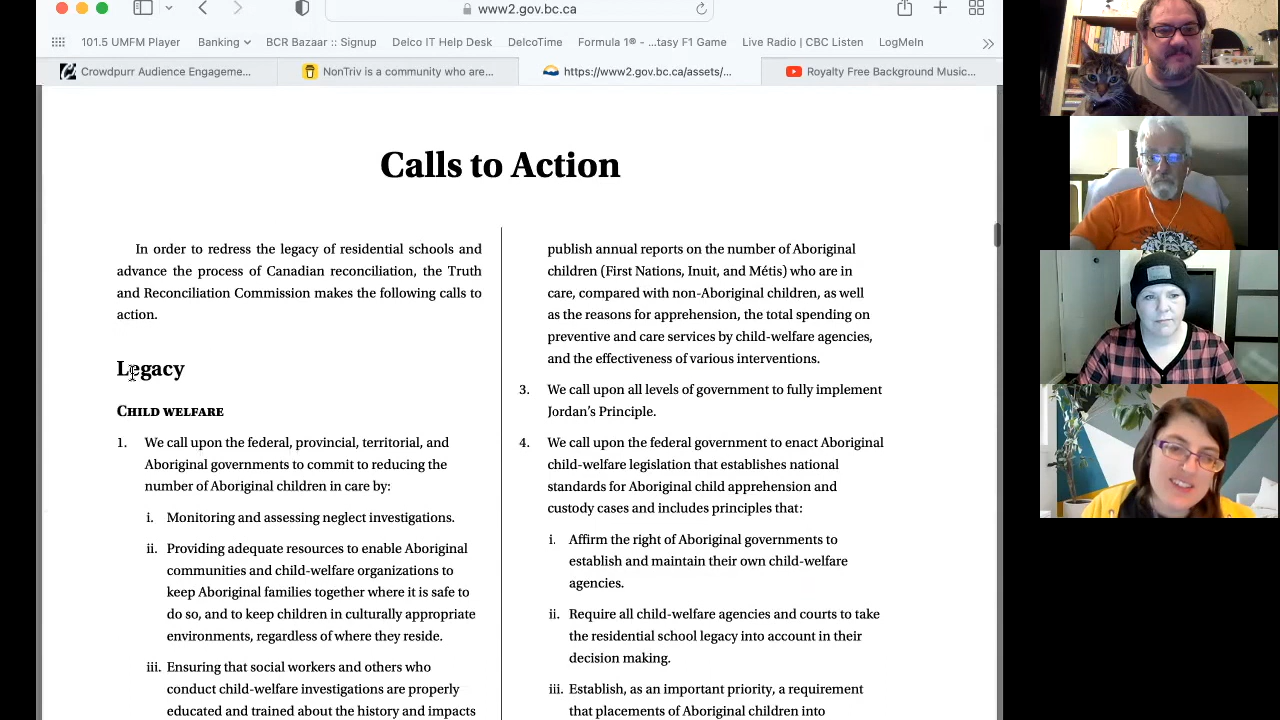 www2.gov.bc.ca
101.5 UMFM Player
Banking
BCR Bazaar :: Signup
Delco IT Help Desk
DelcoTime
Formula 1® - ...tasy F1 Game
Live Radio | CBC Listen
LogMeIn
Crowdpurr Audience Engageme...
NonTriv is a community who are...
https://www2.gov.bc.ca/assets/...
Royalty Free Background Music...
Calls to Action
In order to redress the legacy of residential schools and
advance the process of Canadian reconciliation, the Truth
and Reconciliation Commission makes the following calls to
action.
Legacy
CHILD WELFARE
1. We call upon the federal, provincial, territorial, and
Aboriginal governments to commit to reducing the
number of Aboriginal children in care by:
i. Monitoring and assessing neglect investigations.
ii. Providing adequate resources to enable Aboriginal
communities and child-welfare organizations to
keep Aboriginal families together where it is safe to
do so, and to keep children in culturally appropriate
environments, regardless of where they reside.
iii. Ensuring that social workers and others who
conduct child-welfare investigations are properly
educated and trained about the history and impacts
publish annual reports on the number of Aboriginal
children (First Nations, Inuit, and Métis) who are in
care, compared with non-Aboriginal children, as well
as the reasons for apprehension, the total spending on
preventive and care services by child-welfare agencies,
and the effectiveness of various interventions.
3. We call upon all levels of government to fully implement
Jordan's Principle.
4. We call upon the federal government to enact Aboriginal
child-welfare legislation that establishes national
standards for Aboriginal child apprehension and
custody cases and includes principles that:
i. Affirm the right of Aboriginal governments to
establish and maintain their own child-welfare
agencies.
ii. Require all child-welfare agencies and courts to take
the residential school legacy into account in their
decision making.
iii. Establish, as an important priority, a requirement
that placements of Aboriginal children into